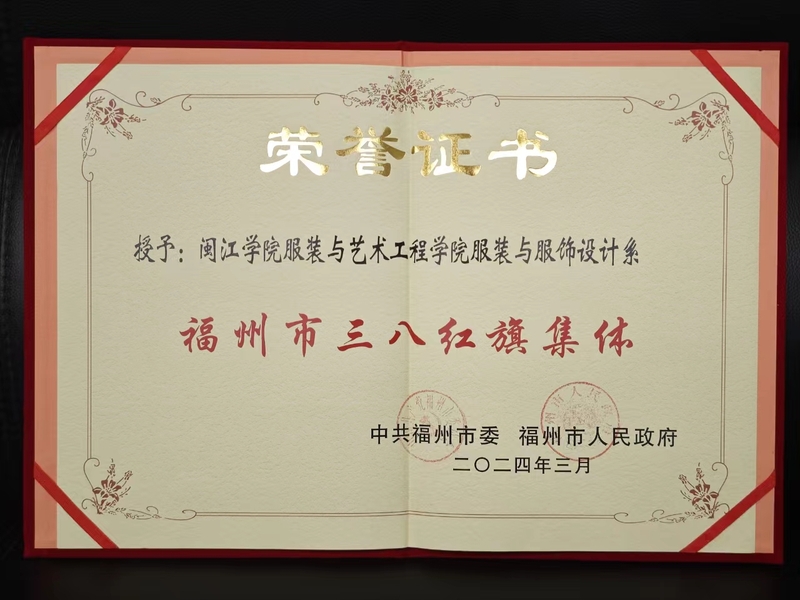 荣誉证书
授予：闽江学院服装与艺术工程学院服装与服饰设计系
福州市三八红旗集体
中共福州市委 福州市人民政府
二〇二四年三月